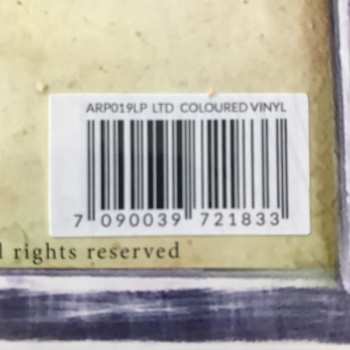 ARP019LP LTD COLOURED VINYL
7 090039 721833
l rights reserved